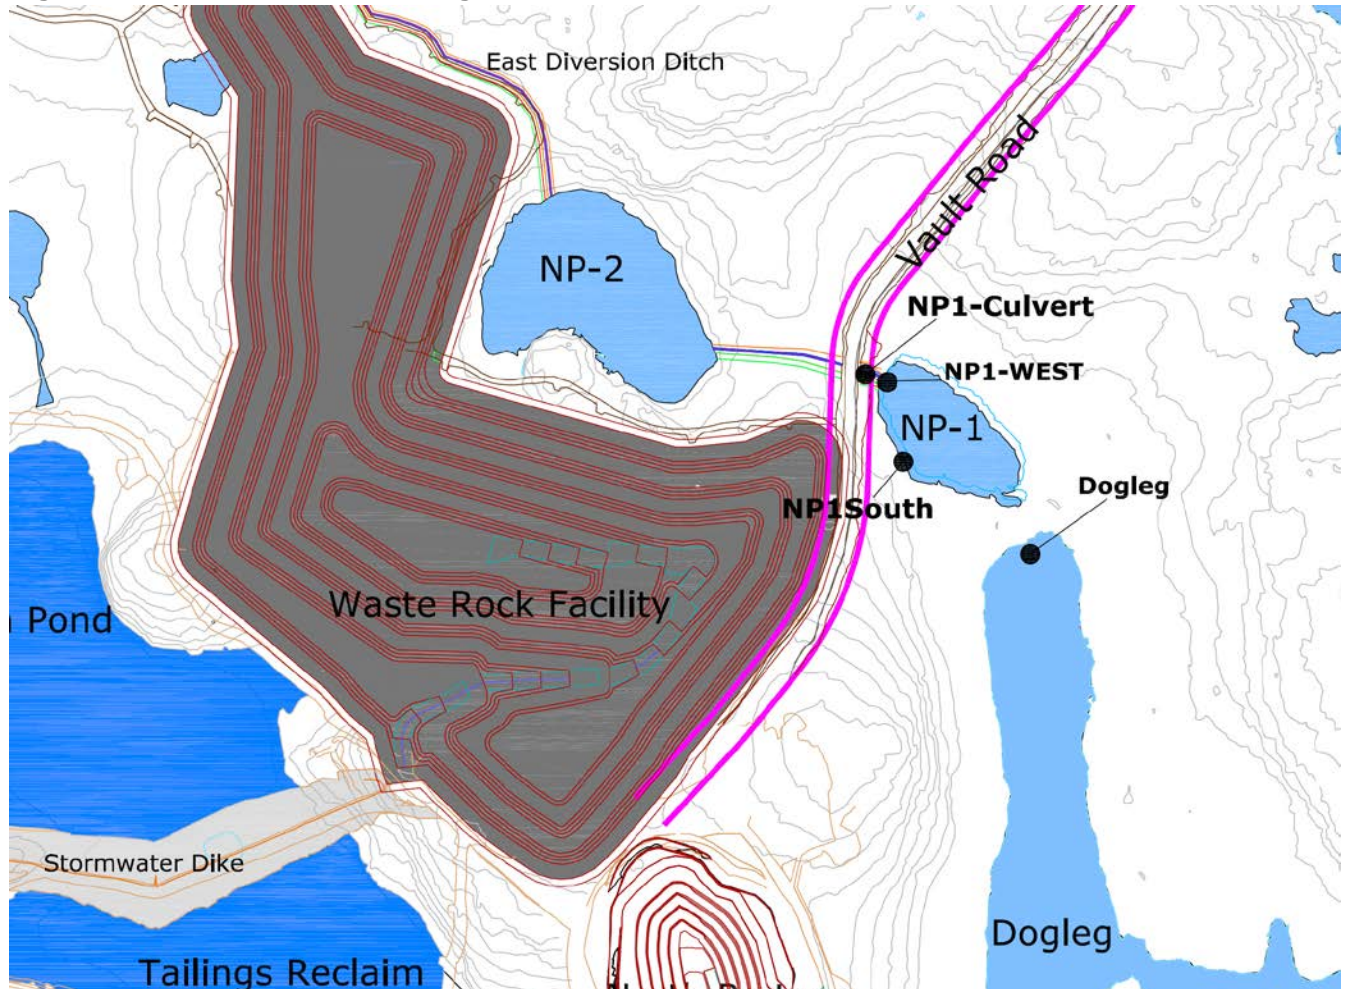 East Diversion Ditch
Vault Road
NP-2
NP1-Culvert
NP1-WEST
NP-1
Dogleg
NP1South
Waste Rock Facility
Pond
Stormwater Dike
Dogleg
Tailings Reclaim